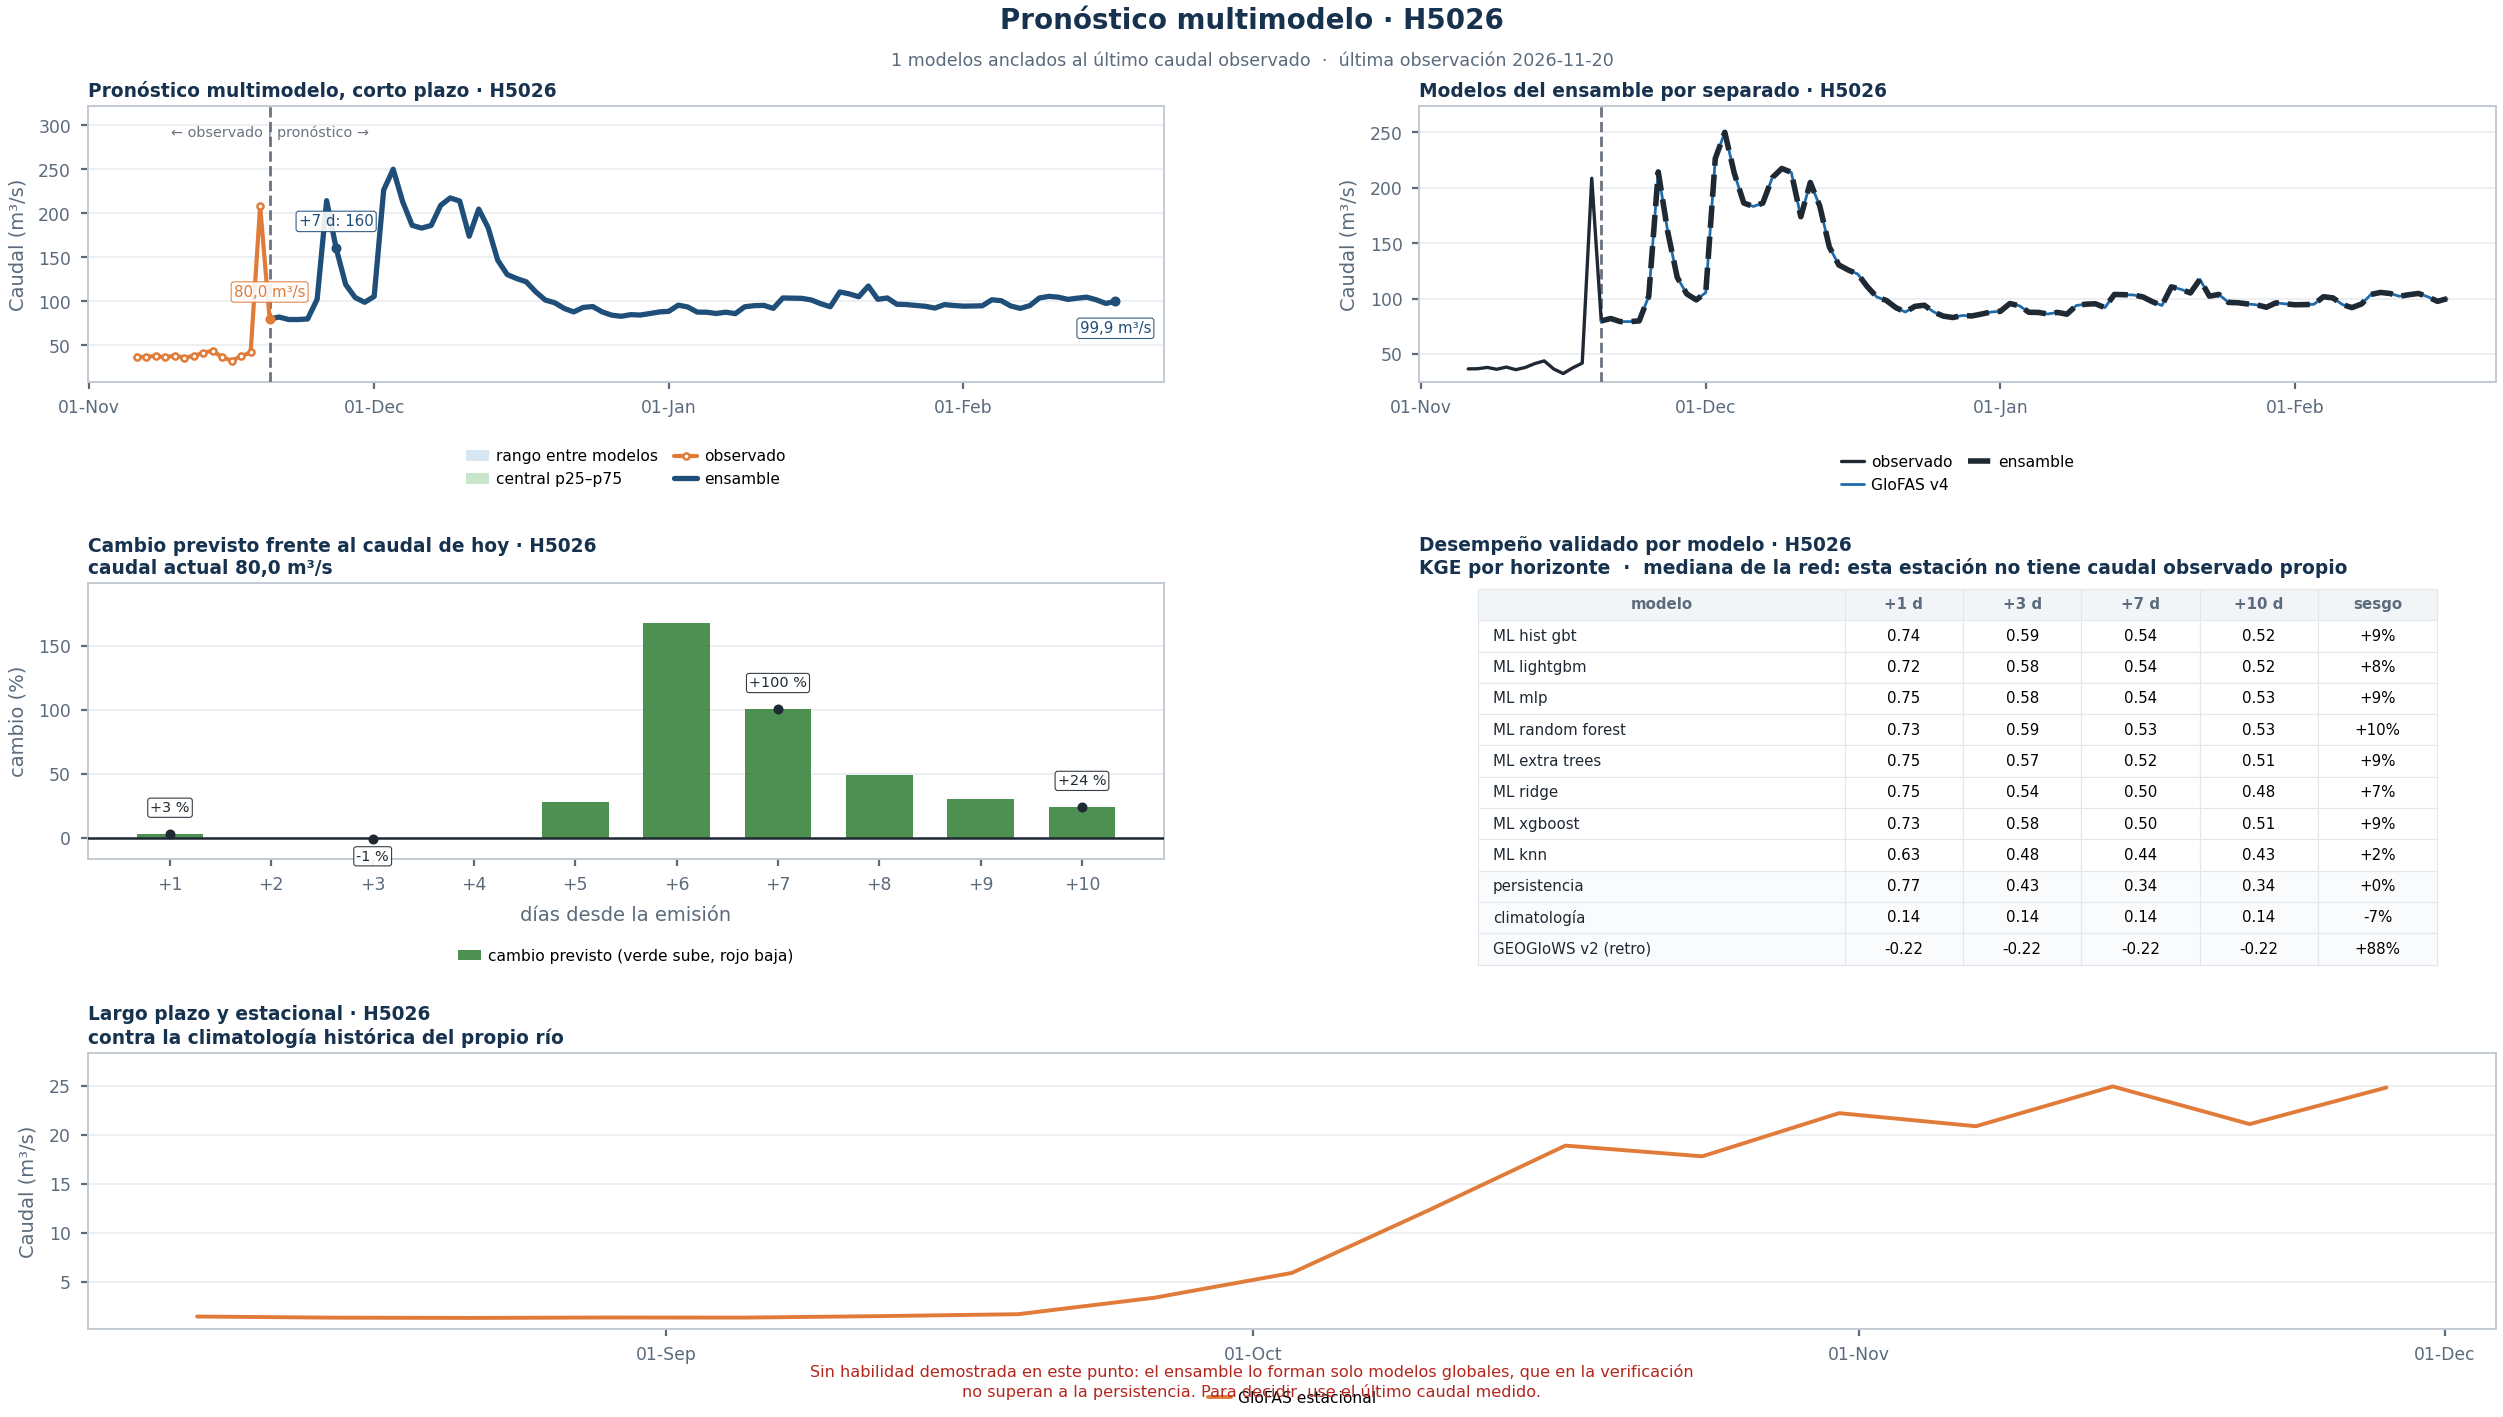 Pronóstico multimodelo · H5026
1 modelos anclados al último caudal observado · última observación 2026-11-20
Pronóstico multimodelo, corto plazo · H5026
Caudal (m³/s)
300
250
200
150
100
50
← observado
pronóstico →
+7 d: 160
80,0 m³/s
99,9 m³/s
01-Nov
01-Dec
01-Jan
01-Feb
rango entre modelos
central p25–p75
observado
ensamble
Modelos del ensamble por separado · H5026
Caudal (m³/s)
250
200
150
100
50
01-Nov
01-Dec
01-Jan
01-Feb
observado
GloFAS v4
ensamble
Cambio previsto frente al caudal de hoy · H5026
caudal actual 80,0 m³/s
cambio (%)
150
100
50
0
+3 %
-1 %
+100 %
+24 %
+1
+2
+3
+4
+5
+6
+7
+8
+9
+10
días desde la emisión
cambio previsto (verde sube, rojo baja)
Desempeño validado por modelo · H5026
KGE por horizonte · mediana de la red: esta estación no tiene caudal observado propio
modelo +1 d +3 d +7 d +10 d sesgo
ML hist gbt 0.74 0.59 0.54 0.52 +9%
ML lightgbm 0.72 0.58 0.54 0.52 +8%
ML mlp 0.75 0.58 0.54 0.53 +9%
ML random forest 0.73 0.59 0.53 0.53 +10%
ML extra trees 0.75 0.57 0.52 0.51 +9%
ML ridge 0.75 0.54 0.50 0.48 +7%
ML xgboost 0.73 0.58 0.50 0.51 +9%
ML knn 0.63 0.48 0.44 0.43 +2%
persistencia 0.77 0.43 0.34 0.34 +0%
climatología 0.14 0.14 0.14 0.14 -7%
GEOGloWS v2 (retro) -0.22 -0.22 -0.22 -0.22 +88%
Largo plazo y estacional · H5026
contra la climatología histórica del propio río
Caudal (m³/s)
25
20
15
10
5
01-Sep
01-Oct
01-Nov
01-Dec
Sin habilidad demostrada en este punto: el ensamble lo forman solo modelos globales, que en la verificación
no superan a la persistencia. Para decidir, use el último caudal medido.
GloFAS estacional